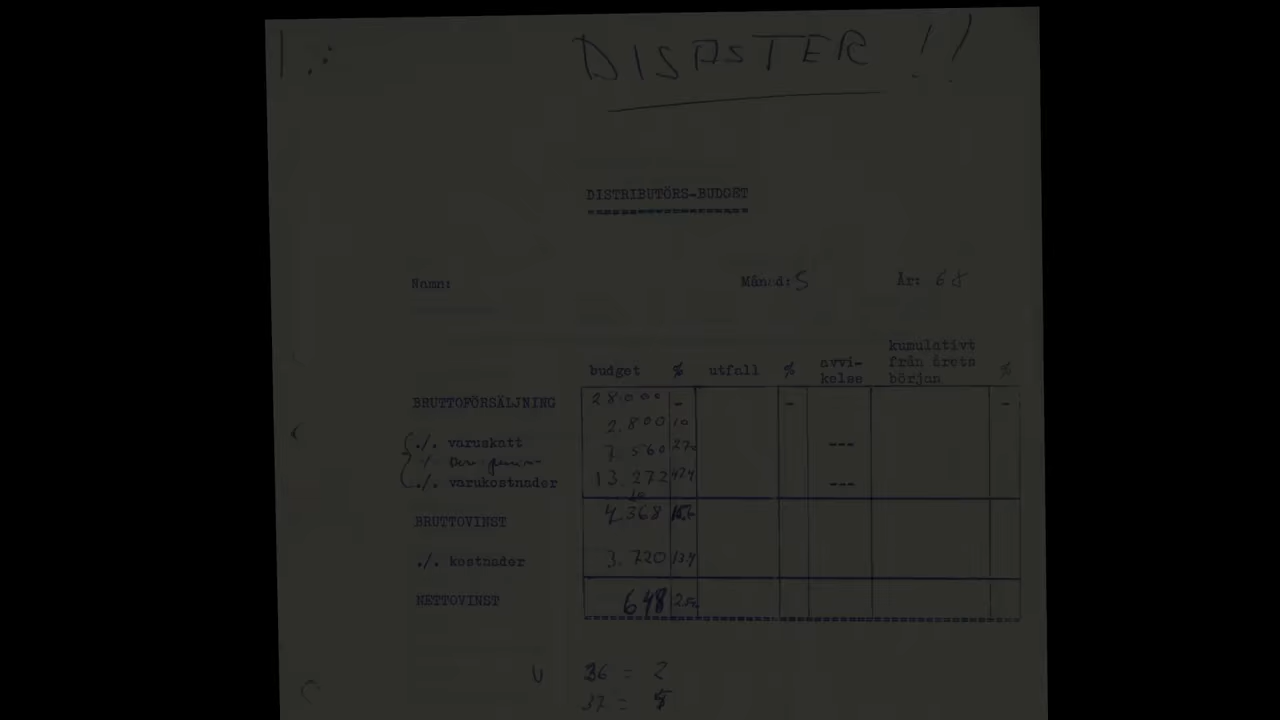 DISASTER !!
DISTRIBUTÖRS-BUDGET
Namn: Månad: 5 År: 68
budget % utfall % avvi-kelse kumulativt från årets början %
BRUTTOFÖRSÄLJNING 28.000 - - -
2.800 10
./. varuskatt 7.560 27 ---
./.
./. varukostnader 13.272 474 ---
BRUTTOVINST 4.368
./. kostnader 3.720 134
NETTOVINST 648
36 = 2
37 =